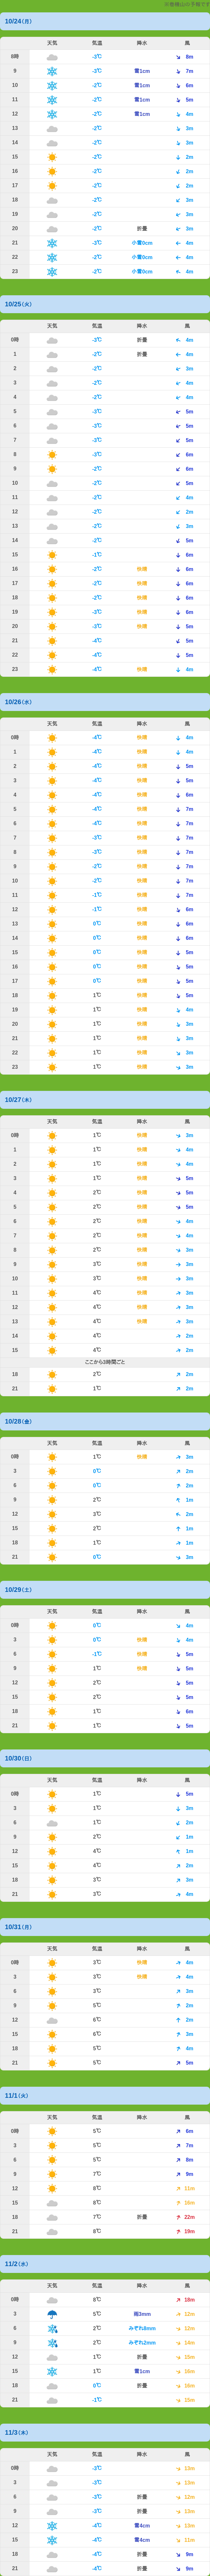 10/24(月)
天気 気温 降水 風
8時 -3℃ 8m
9 -3℃ 雪1cm 7m
10 -2℃ 雪1cm 6m
11 -2℃ 雪1cm 5m
12 -2℃ 雪1cm 4m
13 -2℃ 3m
14 -2℃ 3m
15 -2℃ 2m
16 -2℃ 2m
17 -2℃ 2m
18 -2℃ 3m
19 -2℃ 3m
20 -2℃ 折畳 3m
21 -3℃ 小雪0cm 4m
22 -2℃ 小雪0cm 4m
23 -2℃ 小雪0cm 4m
10/25(火)
天気 気温 降水 風
0時 -3℃ 折畳 4m
1 -2℃ 折畳 4m
2 -2℃ 3m
3 -2℃ 4m
4 -2℃ 4m
5 -3℃ 5m
6 -3℃ 5m
7 -3℃ 5m
8 -3℃ 6m
9 -2℃ 6m
10 -2℃ 5m
11 -2℃ 4m
12 -2℃ 2m
13 -2℃ 3m
14 -2℃ 5m
15 -1℃ 6m
16 -2℃ 快晴 6m
17 -2℃ 快晴 6m
18 -2℃ 快晴 6m
19 -3℃ 快晴 6m
20 -3℃ 快晴 5m
21 -4℃ 5m
22 -4℃ 5m
23 -4℃ 快晴 4m
10/26(水)
天気 気温 降水 風
0時 -4℃ 快晴 4m
1 -4℃ 快晴 4m
2 -4℃ 快晴 5m
3 -4℃ 快晴 5m
4 -4℃ 快晴 6m
5 -4℃ 快晴 7m
6 -4℃ 快晴 7m
7 -3℃ 快晴 7m
8 -3℃ 快晴 7m
9 -2℃ 快晴 7m
10 -2℃ 快晴 7m
11 -1℃ 快晴 7m
12 -1℃ 快晴 6m
13 0℃ 快晴 6m
14 0℃ 快晴 6m
15 0℃ 快晴 5m
16 0℃ 快晴 5m
17 0℃ 快晴 5m
18 1℃ 快晴 5m
19 1℃ 快晴 4m
20 1℃ 快晴 3m
21 1℃ 快晴 3m
22 1℃ 快晴 3m
23 1℃ 快晴 3m
10/27(木)
天気 気温 降水 風
0時 1℃ 快晴 3m
1 1℃ 快晴 4m
2 1℃ 快晴 4m
3 1℃ 快晴 5m
4 2℃ 快晴 5m
5 2℃ 快晴 5m
6 2℃ 快晴 4m
7 2℃ 快晴 4m
8 2℃ 快晴 3m
9 3℃ 快晴 3m
10 3℃ 快晴 3m
11 4℃ 快晴 3m
12 4℃ 快晴 3m
13 4℃ 快晴 3m
14 4℃ 2m
15 4℃ 2m
ここから3時間ごと
18 2℃ 2m
21 1℃ 2m
10/28(金)
天気 気温 降水 風
0時 1℃ 快晴 3m
3 0℃ 2m
6 0℃ 2m
9 2℃ 1m
12 3℃ 2m
15 2℃ 1m
18 1℃ 1m
21 0℃ 3m
10/29(土)
天気 気温 降水 風
0時 0℃ 4m
3 0℃ 快晴 4m
6 -1℃ 快晴 5m
9 1℃ 快晴 5m
12 2℃ 5m
15 2℃ 5m
18 1℃ 6m
21 1℃ 5m
10/30(日)
天気 気温 降水 風
0時 1℃ 5m
3 1℃ 3m
6 1℃ 2m
9 2℃ 1m
12 4℃ 1m
15 4℃ 2m
18 3℃ 3m
21 3℃ 4m
10/31(月)
天気 気温 降水 風
0時 3℃ 快晴 4m
3 3℃ 快晴 4m
6 3℃ 3m
9 5℃ 2m
12 6℃ 2m
15 6℃ 3m
18 5℃ 4m
21 5℃ 5m
11/1(火)
天気 気温 降水 風
0時 5℃ 6m
3 5℃ 7m
6 5℃ 8m
9 7℃ 9m
12 8℃ 11m
15 8℃ 16m
18 7℃ 折畳 22m
21 8℃ 19m
11/2(水)
天気 気温 降水 風
0時 8℃ 18m
3 5℃ 雨3mm 12m
6 2℃ みぞれ8mm 12m
9 2℃ みぞれ2mm 14m
12 1℃ 折畳 15m
15 1℃ 雪1cm 16m
18 0℃ 折畳 16m
21 -1℃ 15m
11/3(木)
天気 気温 降水 風
0時 -3℃ 13m
3 -3℃ 13m
6 -3℃ 折畳 12m
9 -3℃ 折畳 13m
12 -4℃ 雪4cm 13m
15 -4℃ 雪4cm 11m
18 -4℃ 折畳 9m
21 -4℃ 折畳 9m